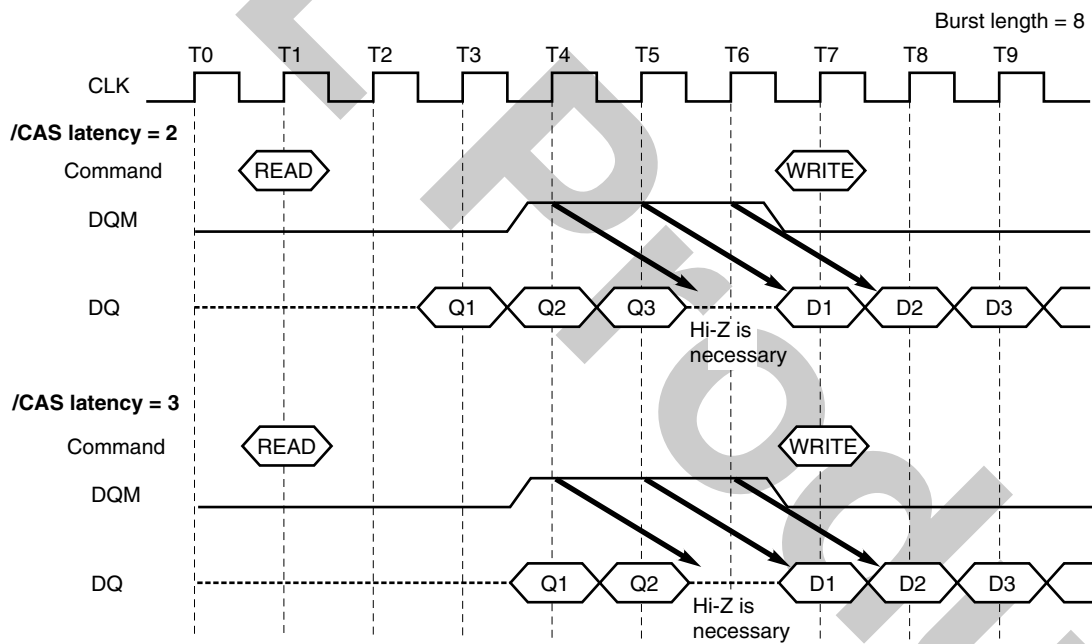 Burst length = 8
T0 T1 T2 T3 T4 T5 T6 T7 T8 T9
CLK
/CAS latency = 2
Command READ WRITE
DQM
DQ Q1 Q2 Q3 D1 D2 D3
Hi-Z is
necessary
/CAS latency = 3
Command READ WRITE
DQM
DQ Q1 Q2 D1 D2 D3
Hi-Z is
necessary